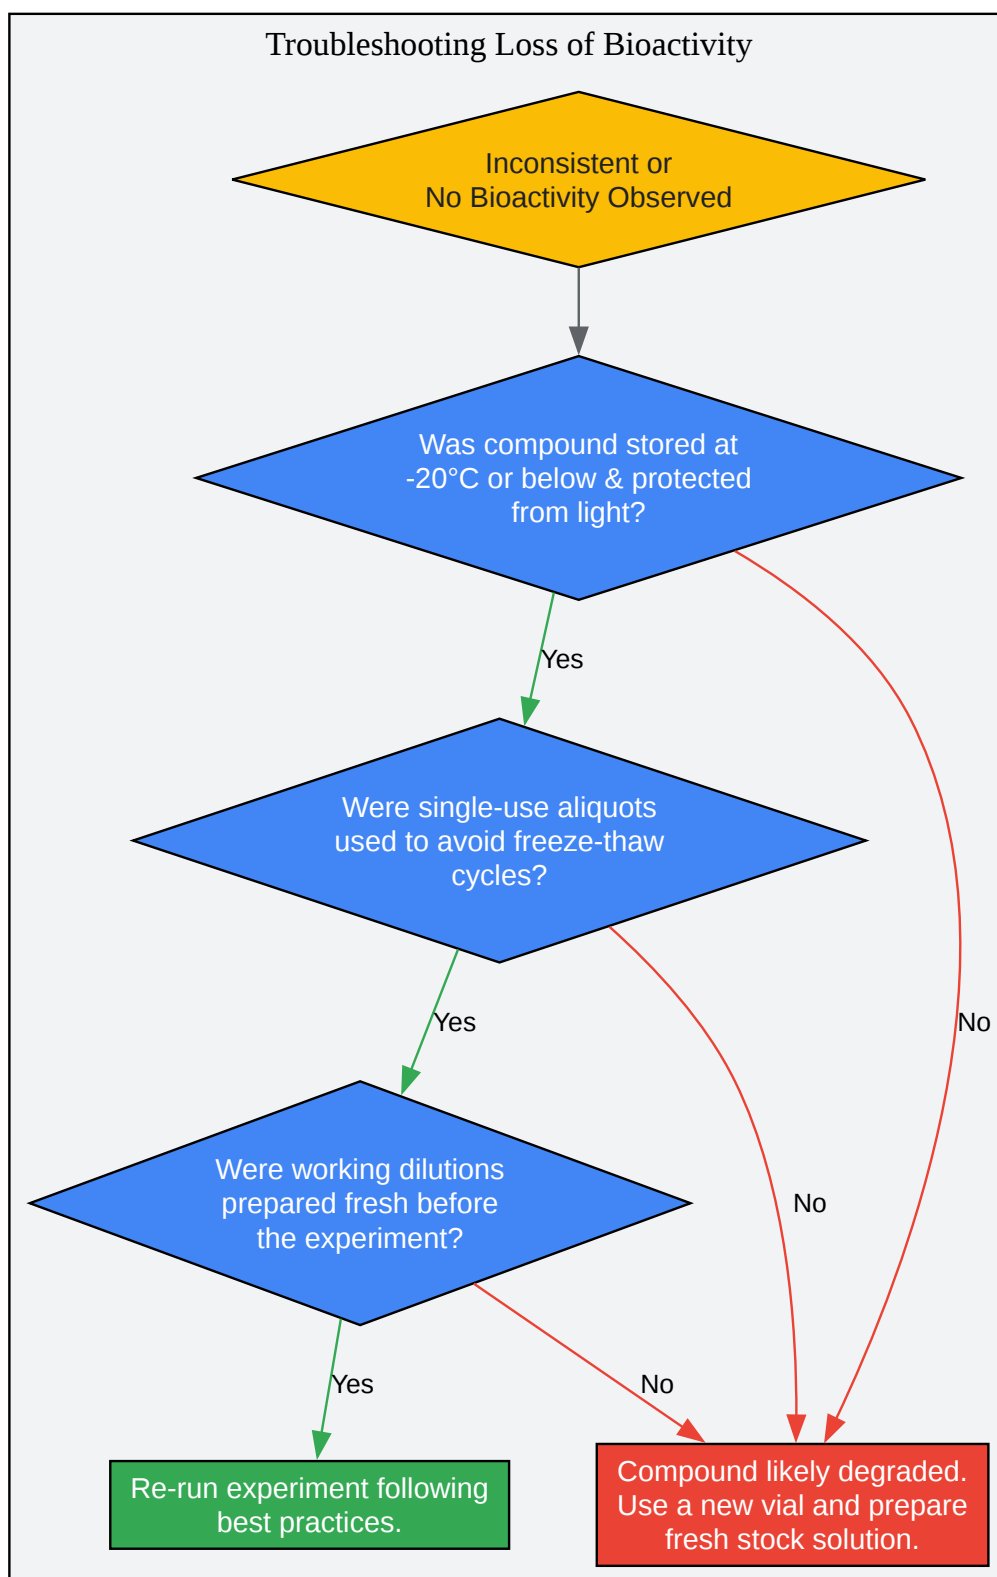 Troubleshooting Loss of Bioactivity
Inconsistent or
No Bioactivity Observed
Was compound stored at
-20°C or below & protected
from light?
Yes
Were single-use aliquots
used to avoid freeze-thaw
cycles?
Yes
No
Were working dilutions
prepared fresh before
the experiment?
No
Yes
No
Re-run experiment following
best practices.
Compound likely degraded.
Use a new vial and prepare
fresh stock solution.